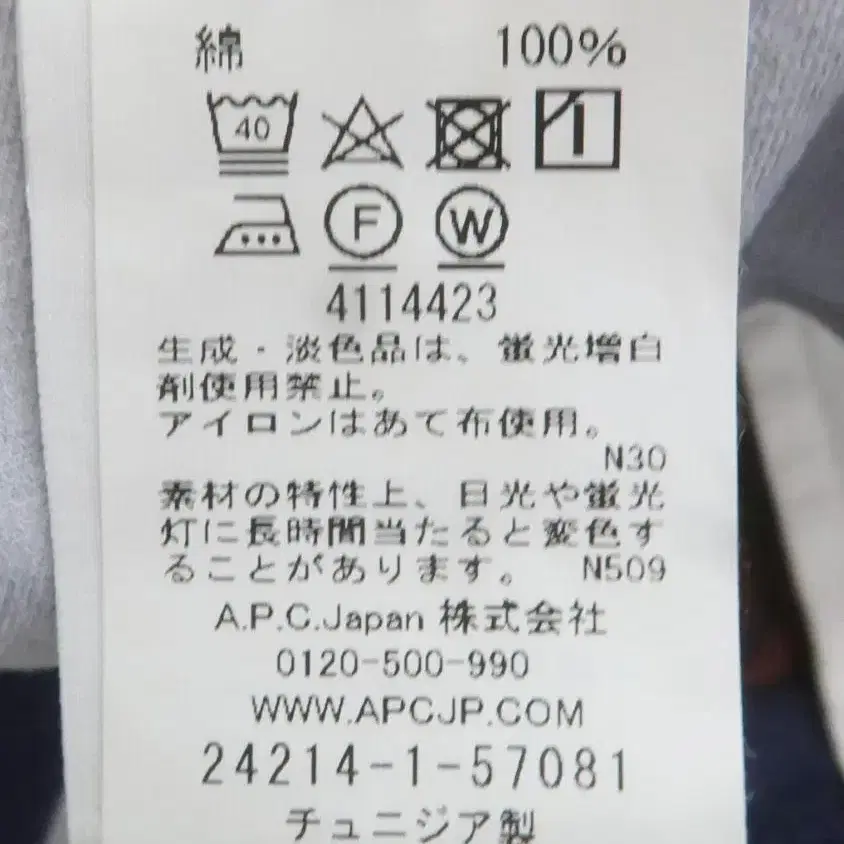 綿 100%
40
F W
4114423
生成・淡色品は、蛍光増白
剤使用禁止。
アイロンはあて布使用。
N30
素材の特性上、日光や蛍光
灯に長時間当たると変色す
ることがあります。 N509
A.P.C.Japan 株式会社
0120-500-990
WWW.APCJP.COM
24214-1-57081
チュニジア製